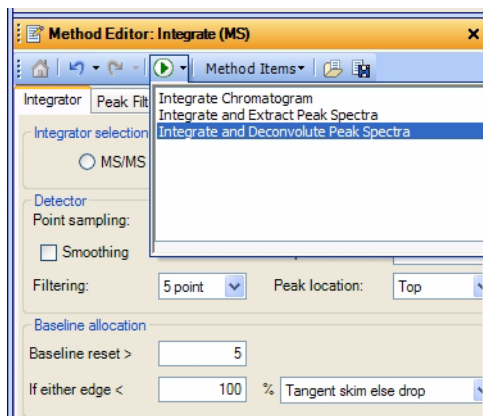 Method Editor: Integrate (MS)
Method Items
Integrator Peak Filt
Integrate Chromatogram
Integrate and Extract Peak Spectra
Integrate and Deconvolute Peak Spectra
Integrator selection
MS/MS
Detector
Point sampling:
Smoothing
Filtering: 5 point Peak location: Top
Baseline allocation
Baseline reset > 5
If either edge < 100 % Tangent skim else drop